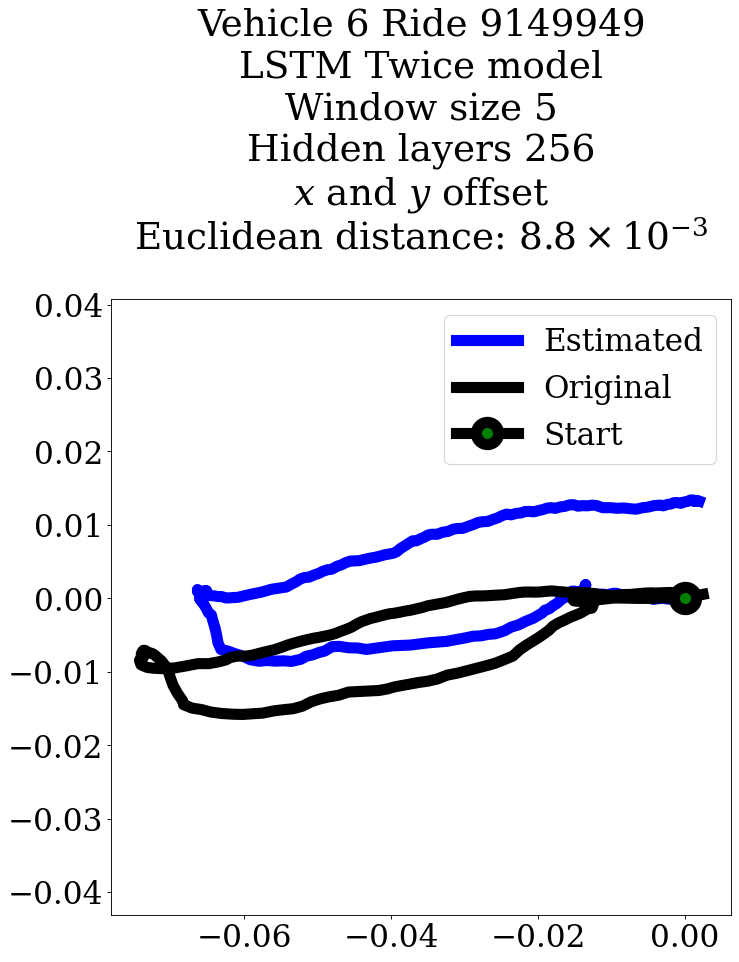 Vehicle 6 Ride 9149949
LSTM Twice model
Window size 5
Hidden layers 256
x and y offset
Euclidean distance: 8.8 × 10⁻³
Estimated
Original
Start
0.04
0.03
0.02
0.01
0.00
−0.01
−0.02
−0.03
−0.04
−0.06 −0.04 −0.02 0.00